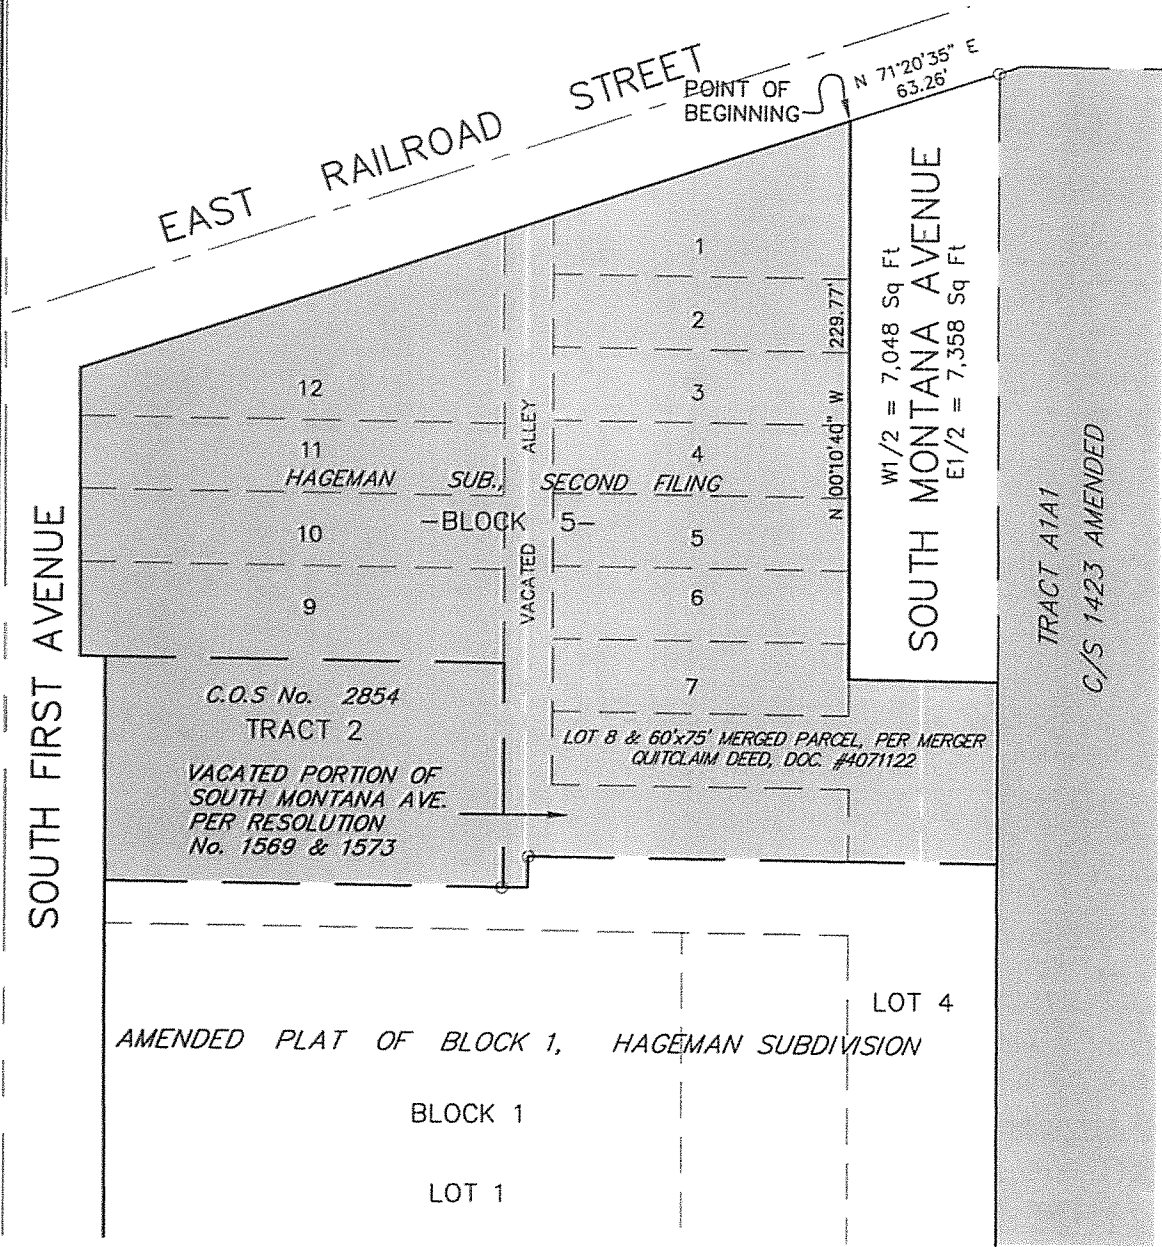 EAST RAILROAD STREET
POINT OF
BEGINNING
N 71°20'35" E
63.26'
1
2
3
4
5
6
7
12
11
10
9
HAGEMAN SUB., SECOND FILING
-BLOCK 5-
VACATED ALLEY
229.77'
N 00°10'40" W
W1/2 = 7,048 Sq Ft
SOUTH MONTANA AVENUE
E1/2 = 7,358 Sq Ft
TRACT A1A1
C/S 1423 AMENDED
SOUTH FIRST AVENUE
C.O.S No. 2854
TRACT 2
VACATED PORTION OF
SOUTH MONTANA AVE.
PER RESOLUTION
No. 1569 & 1573
LOT 8 & 60'x75' MERGED PARCEL, PER MERGER
QUITCLAIM DEED, DOC. #4071122
LOT 4
AMENDED PLAT OF BLOCK 1, HAGEMAN SUBDIVISION
BLOCK 1
LOT 1